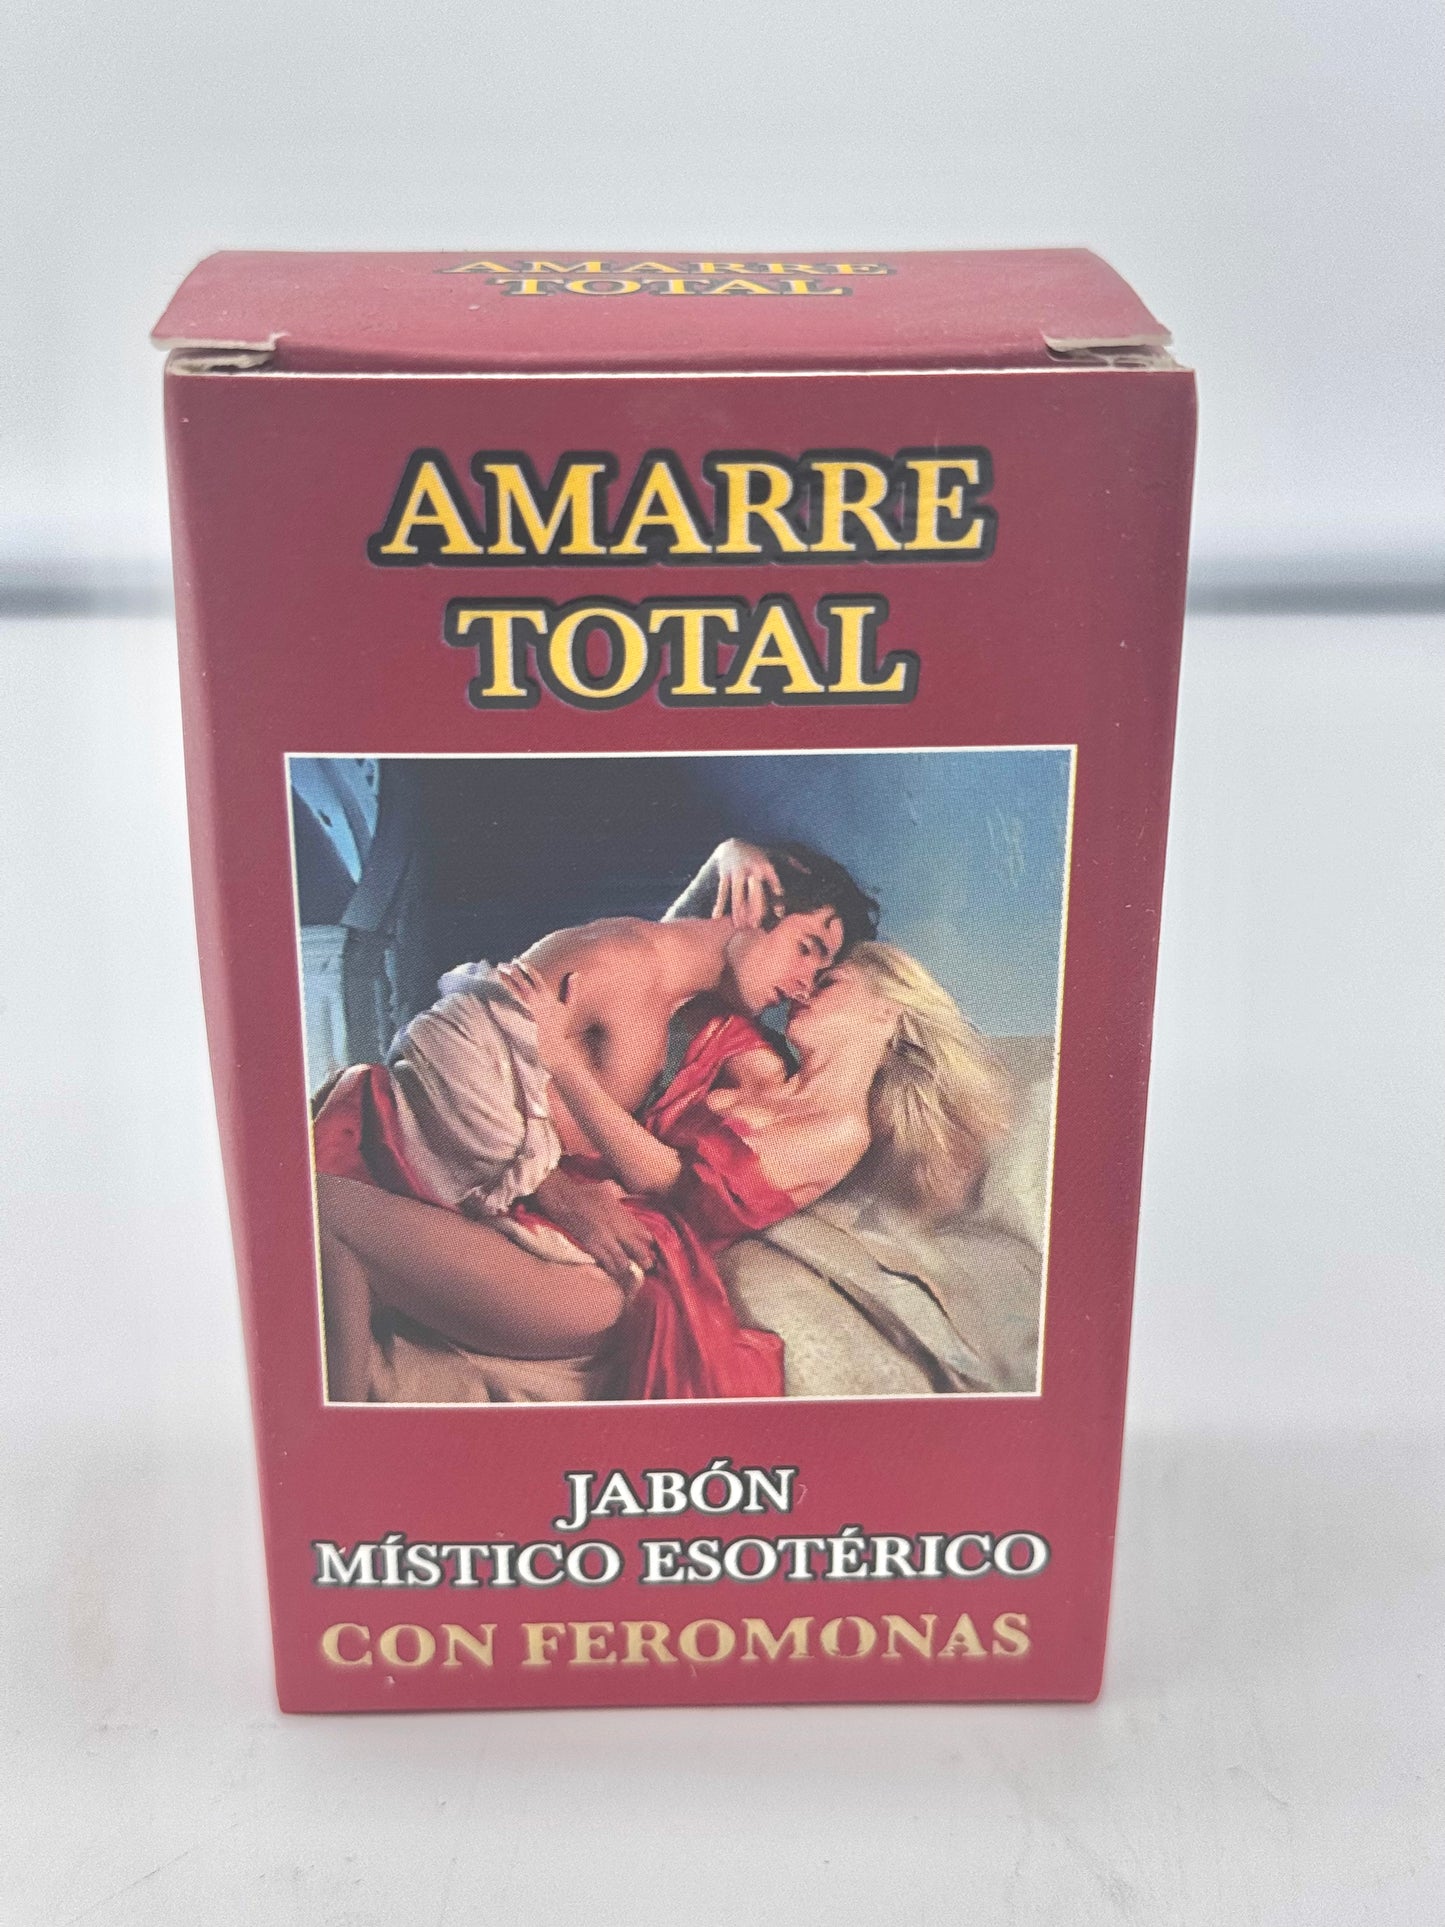 AMARRE
TOTAL
AMARRE
TOTAL
JABÓN
MÍSTICO ESOTÉRICO
CON FEROMONAS